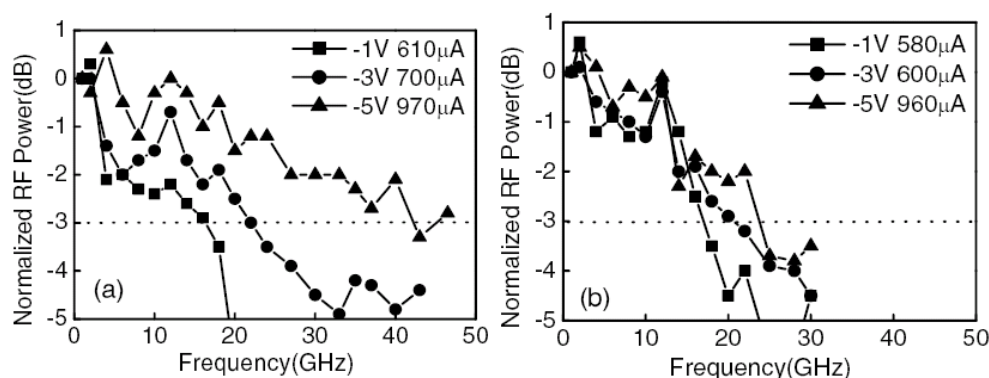 Normalized RF Power(dB)
1
0
-1
-2
-3
-4
-5
-1V 610μA
-3V 700μA
-5V 970μA
(a)
0 10 20 30 40 50
Frequency(GHz)
Normalized RF Power(dB)
1
0
-1
-2
-3
-4
-5
-1V 580μA
-3V 600μA
-5V 960μA
(b)
0 10 20 30 40 50
Frequency(GHz)